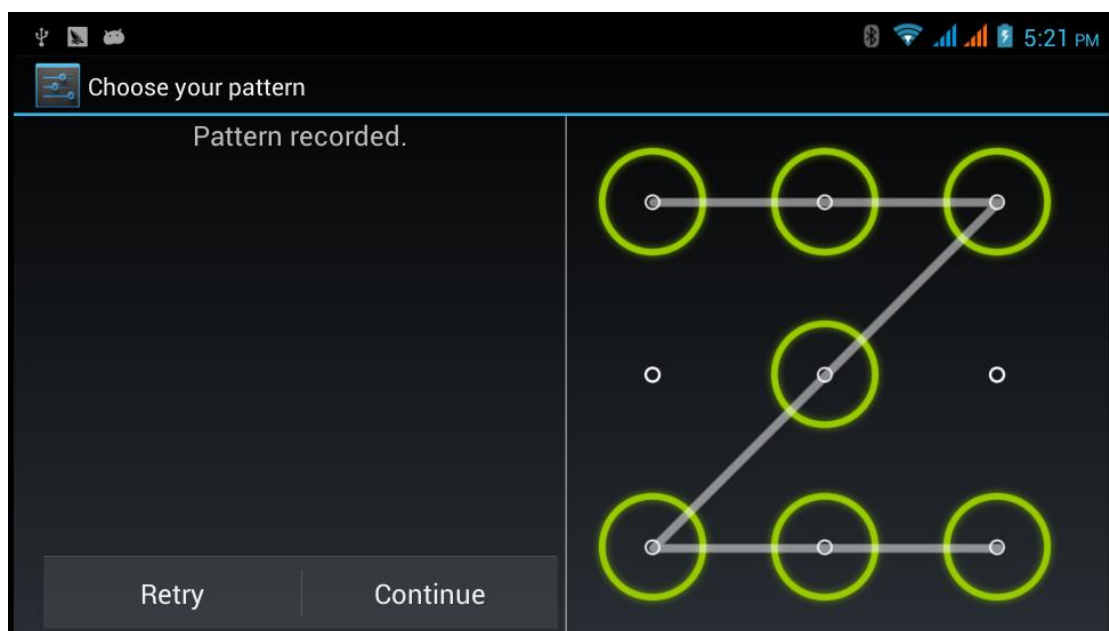 5:21 PM
Choose your pattern
Pattern recorded.
Retry
Continue